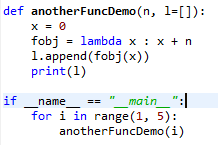 def anotherFuncDemo(n, l=[]):
    x = 0
    fobj = lambda x : x + n
    l.append(fobj(x))
    print(l)

if __name__ == "__main__":
    for i in range(1, 5):
        anotherFuncDemo(i)